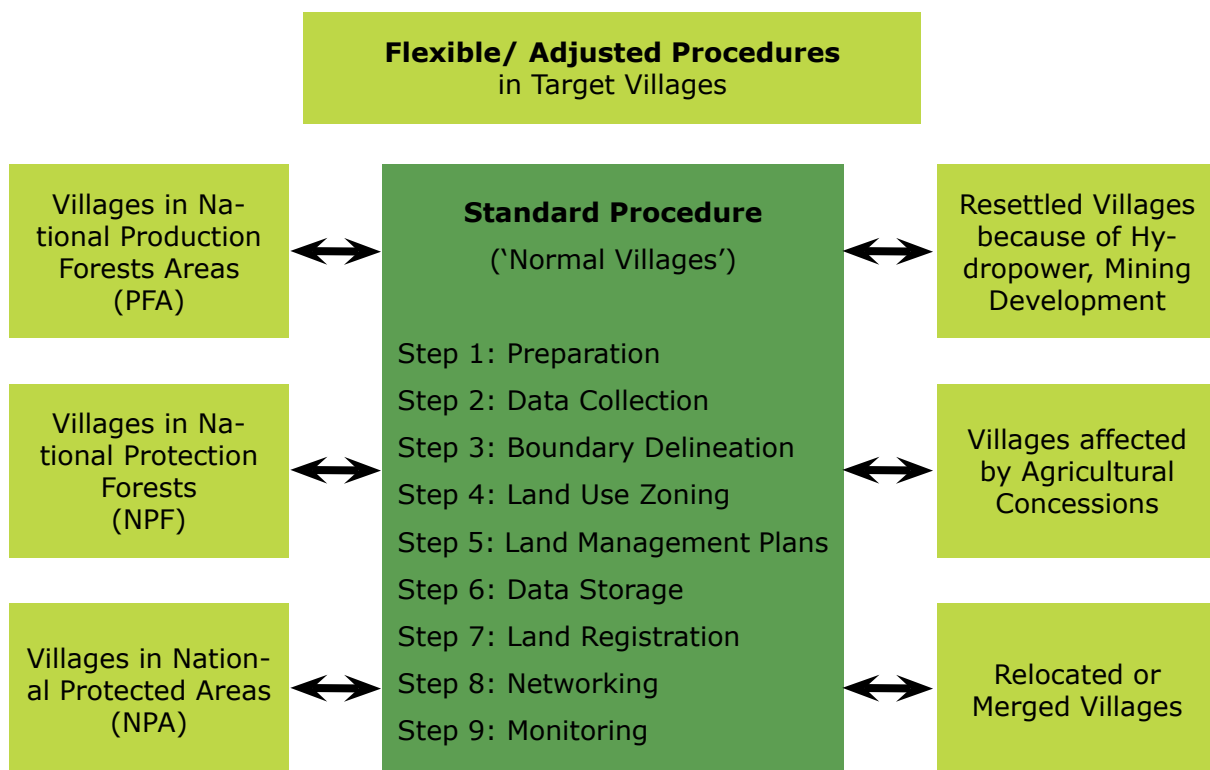 Flexible/ Adjusted Procedures
in Target Villages
Villages in Na-
tional Production
Forests Areas
(PFA)
Villages in Na-
tional Protection
Forests
(NPF)
Villages in Nation-
al Protected Areas
(NPA)
Standard Procedure
(‘Normal Villages’)
Step 1: Preparation
Step 2: Data Collection
Step 3: Boundary Delineation
Step 4: Land Use Zoning
Step 5: Land Management Plans
Step 6: Data Storage
Step 7: Land Registration
Step 8: Networking
Step 9: Monitoring
Resettled Villages
because of Hy-
dropower, Mining
Development
Villages affected
by Agricultural
Concessions
Relocated or
Merged Villages